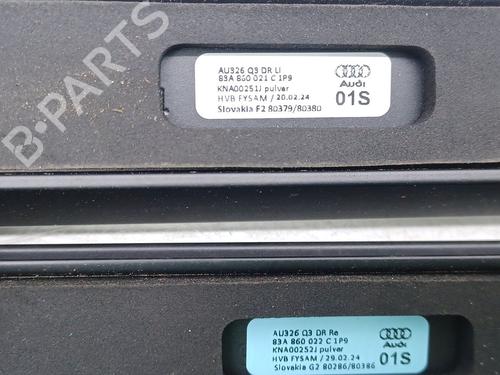 AU326 Q3 DR Li
83A 860 021 C 1P9
KNA00251J pulver
HVB FYSAM / 20.02.24
Slovakia F2 80379/80380
Audi
01S
B-PARTS
AU326 Q3 DR Re
83A 860 022 C 1P9
KNA00252J pulver
HVB FYSAM / 29.02.24
Slovakia G2 80286/80386
Audi
01S